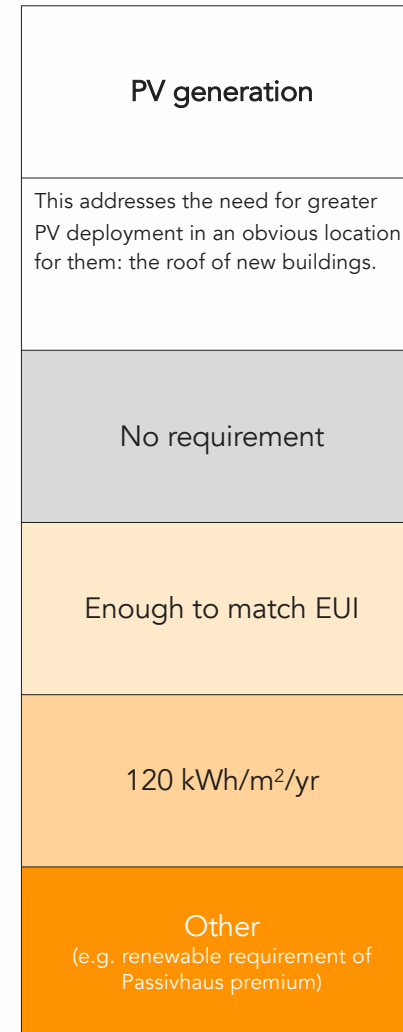 PV generation
This addresses the need for greater
PV deployment in an obvious location
for them: the roof of new buildings.
No requirement
Enough to match EUI
120 kWh/m²/yr
Other
(e.g. renewable requirement of
Passivhaus premium)